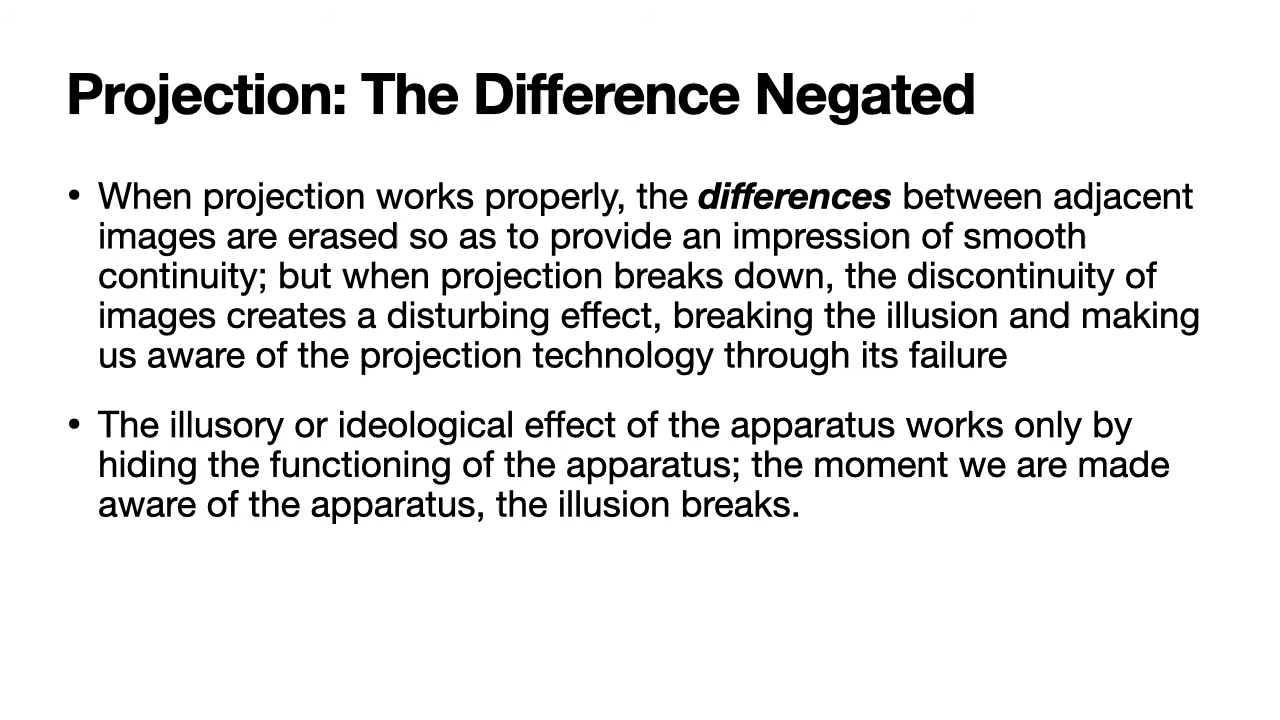 Projection: The Difference Negated
• When projection works properly, the differences between adjacent
images are erased so as to provide an impression of smooth
continuity; but when projection breaks down, the discontinuity of
images creates a disturbing effect, breaking the illusion and making
us aware of the projection technology through its failure
• The illusory or ideological effect of the apparatus works only by
hiding the functioning of the apparatus; the moment we are made
aware of the apparatus, the illusion breaks.